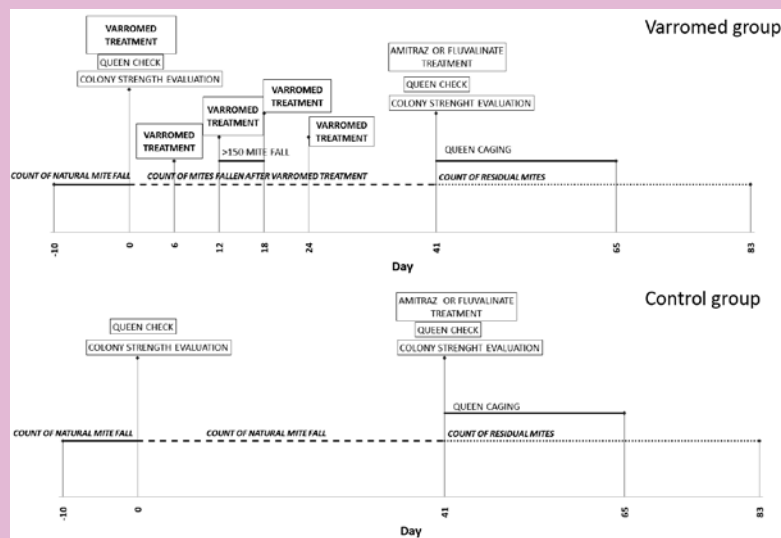 Varromed group
VARROMED
TREATMENT
QUEEN CHECK
COLONY STRENGTH EVALUATION
AMITRAZ OR FLUVALINATE
TREATMENT
QUEEN CHECK
COLONY STRENGHT EVALUATION
VARROMED
TREATMENT
VARROMED
TREATMENT
VARROMED
TREATMENT
VARROMED
TREATMENT
>150 MITE FALL
QUEEN CAGING
COUNT OF NATURAL MITE FALL
COUNT OF MITES FALLEN AFTER VARROMED TREATMENT
COUNT OF RESIDUAL MITES
-10 0 6 12 18 24 41 65 83
Day
Control group
QUEEN CHECK
COLONY STRENGTH EVALUATION
AMITRAZ OR FLUVALINATE
TREATMENT
QUEEN CHECK
COLONY STRENGHT EVALUATION
QUEEN CAGING
COUNT OF NATURAL MITE FALL
COUNT OF NATURAL MITE FALL
COUNT OF RESIDUAL MITES
-10 0 41 65 83
Day